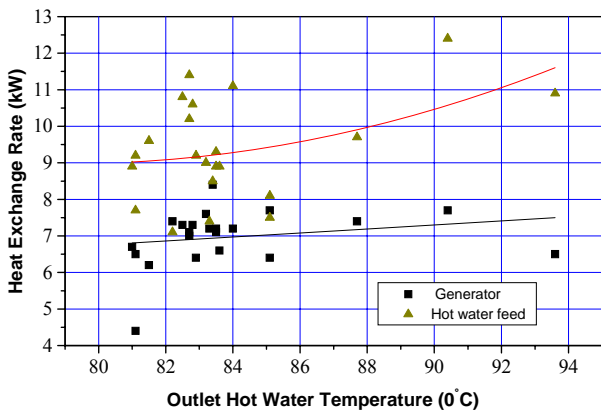 13
12
11
10
9
8
7
6
5
4
Heat Exchange Rate (kW)
Generator
Hot water feed
80 82 84 86 88 90 92 94
Outlet Hot Water Temperature (0°C)